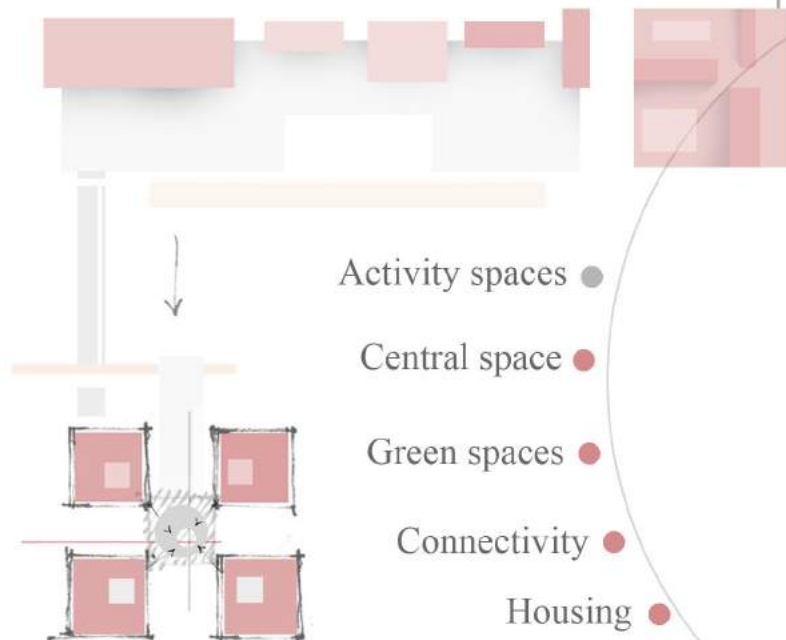 Activity spaces
Central space
Green spaces
Connectivity
Housing